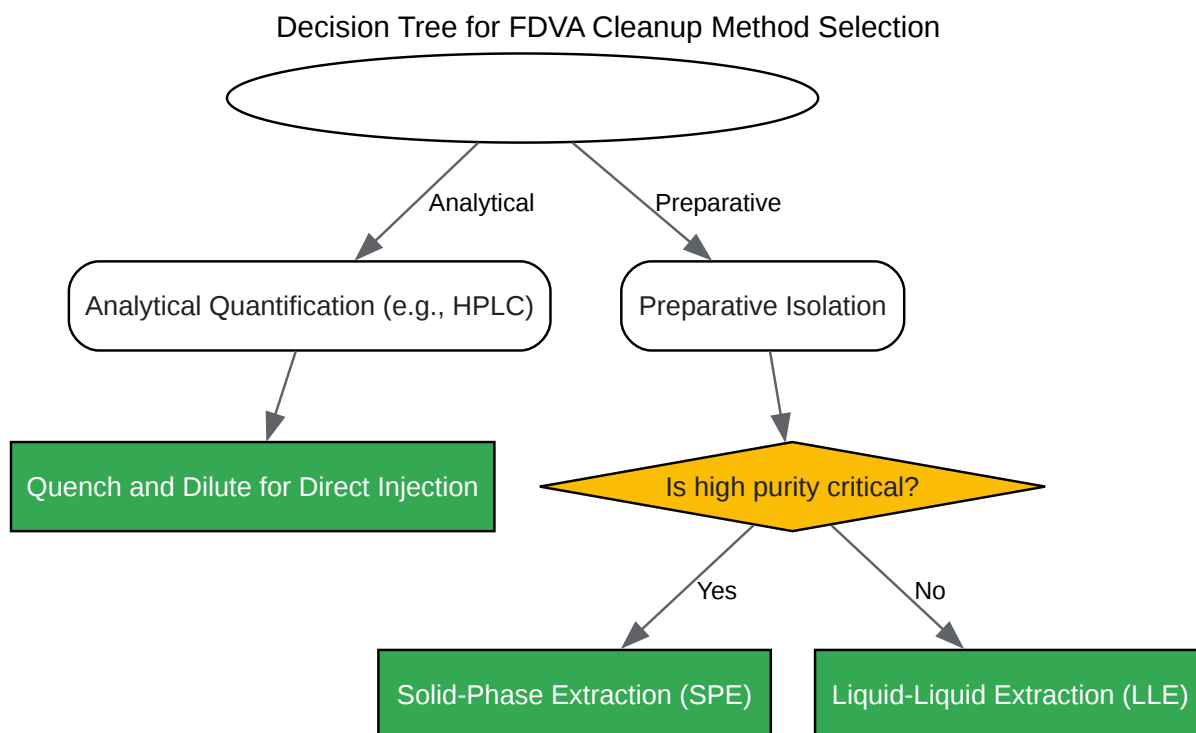 Decision Tree for FDVA Cleanup Method Selection
Analytical
Preparative
Analytical Quantification (e.g., HPLC)
Preparative Isolation
Quench and Dilute for Direct Injection
Is high purity critical?
Yes
No
Solid-Phase Extraction (SPE)
Liquid-Liquid Extraction (LLE)